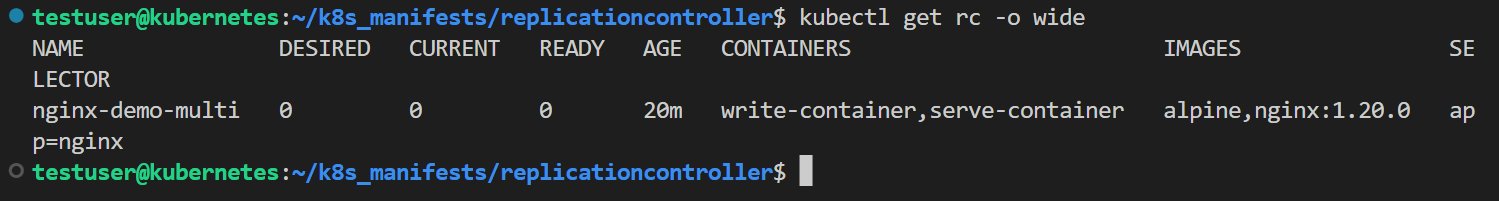 testuser@kubernetes:~/k8s_manifests/replicationcontroller$ kubectl get rc -o wide
NAME               DESIRED   CURRENT   READY   AGE   CONTAINERS                        IMAGES                SE
LECTOR
nginx-demo-multi   0         0         0       20m   write-container,serve-container   alpine,nginx:1.20.0   ap
p=nginx
testuser@kubernetes:~/k8s_manifests/replicationcontroller$